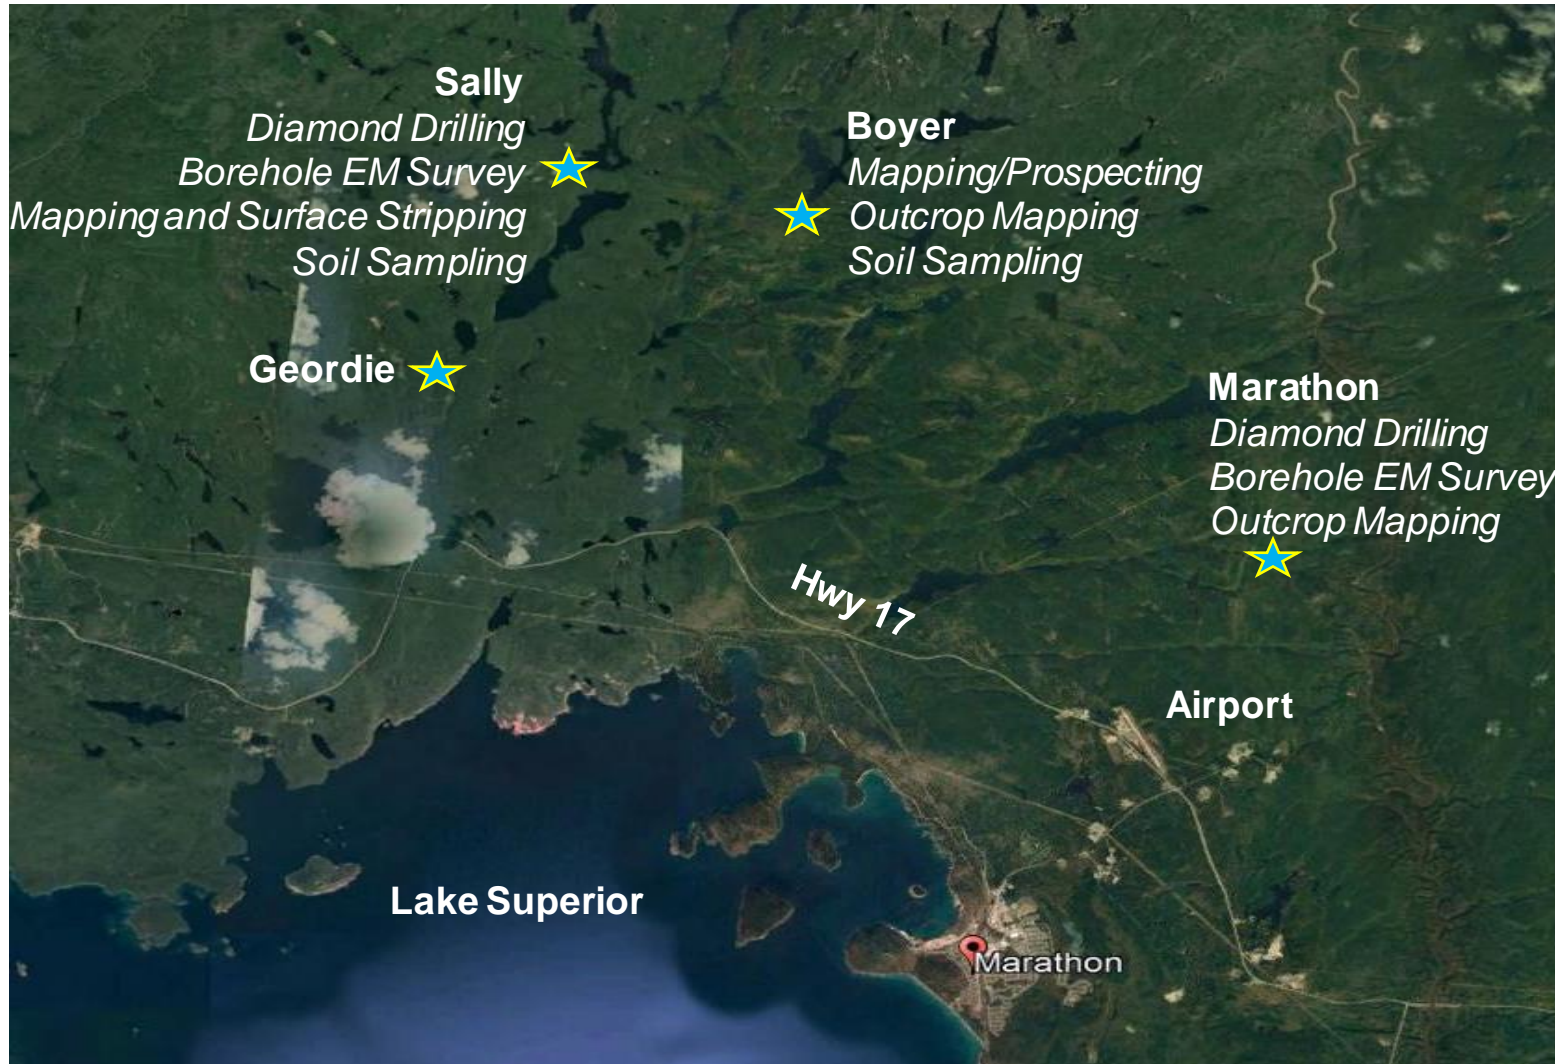 Sally
Diamond Drilling
Borehole EM Survey
Mapping and Surface Stripping
Soil Sampling
Boyer
Mapping/Prospecting
Outcrop Mapping
Soil Sampling
Geordie
Marathon
Diamond Drilling
Borehole EM Survey
Outcrop Mapping
Hwy 17
Airport
Lake Superior
Marathon